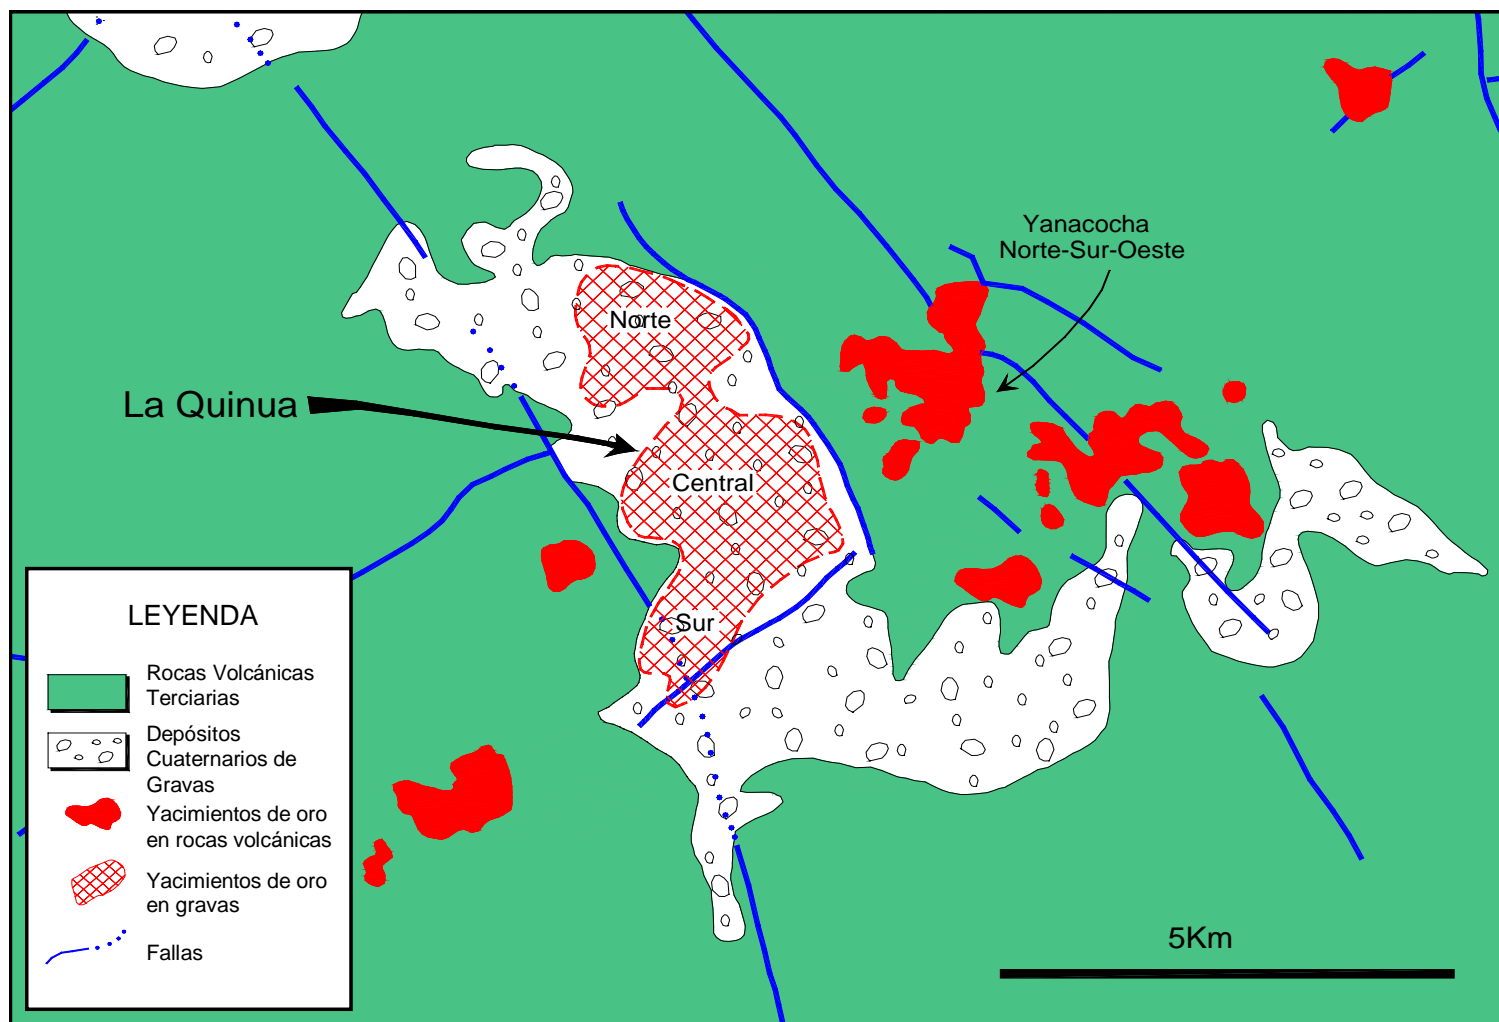 Yanacocha
Norte-Sur-Oeste
Norte
La Quinua
Central
Sur
LEYENDA
Rocas Volcánicas
Terciarias
Depósitos
Cuaternarios de
Gravas
Yacimientos de oro
en rocas volcánicas
Yacimientos de oro
en gravas
Fallas
5Km